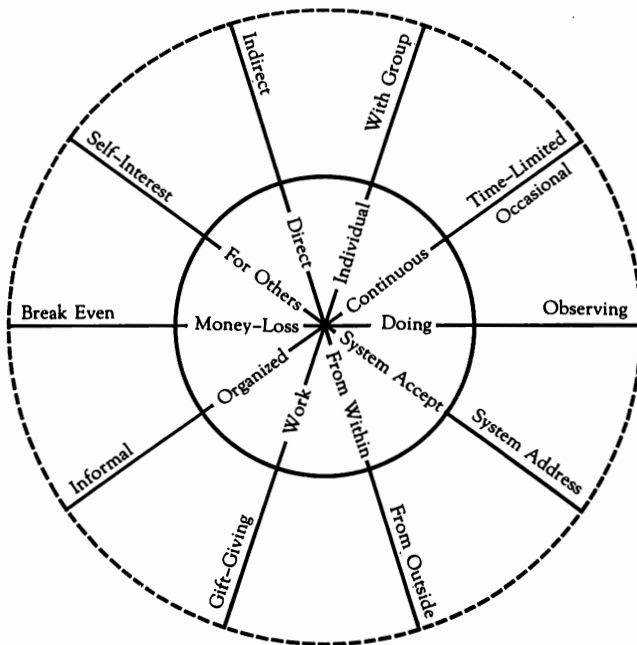 Indirect
With Group
Self-Interest
Time-Limited
Occasional
Direct
Individual
For Others
Continuous
Break Even
Money-Loss
Doing
Observing
Organized
Work
From Within
System Accept
Informal
System Address
Gift-Giving
From Outside